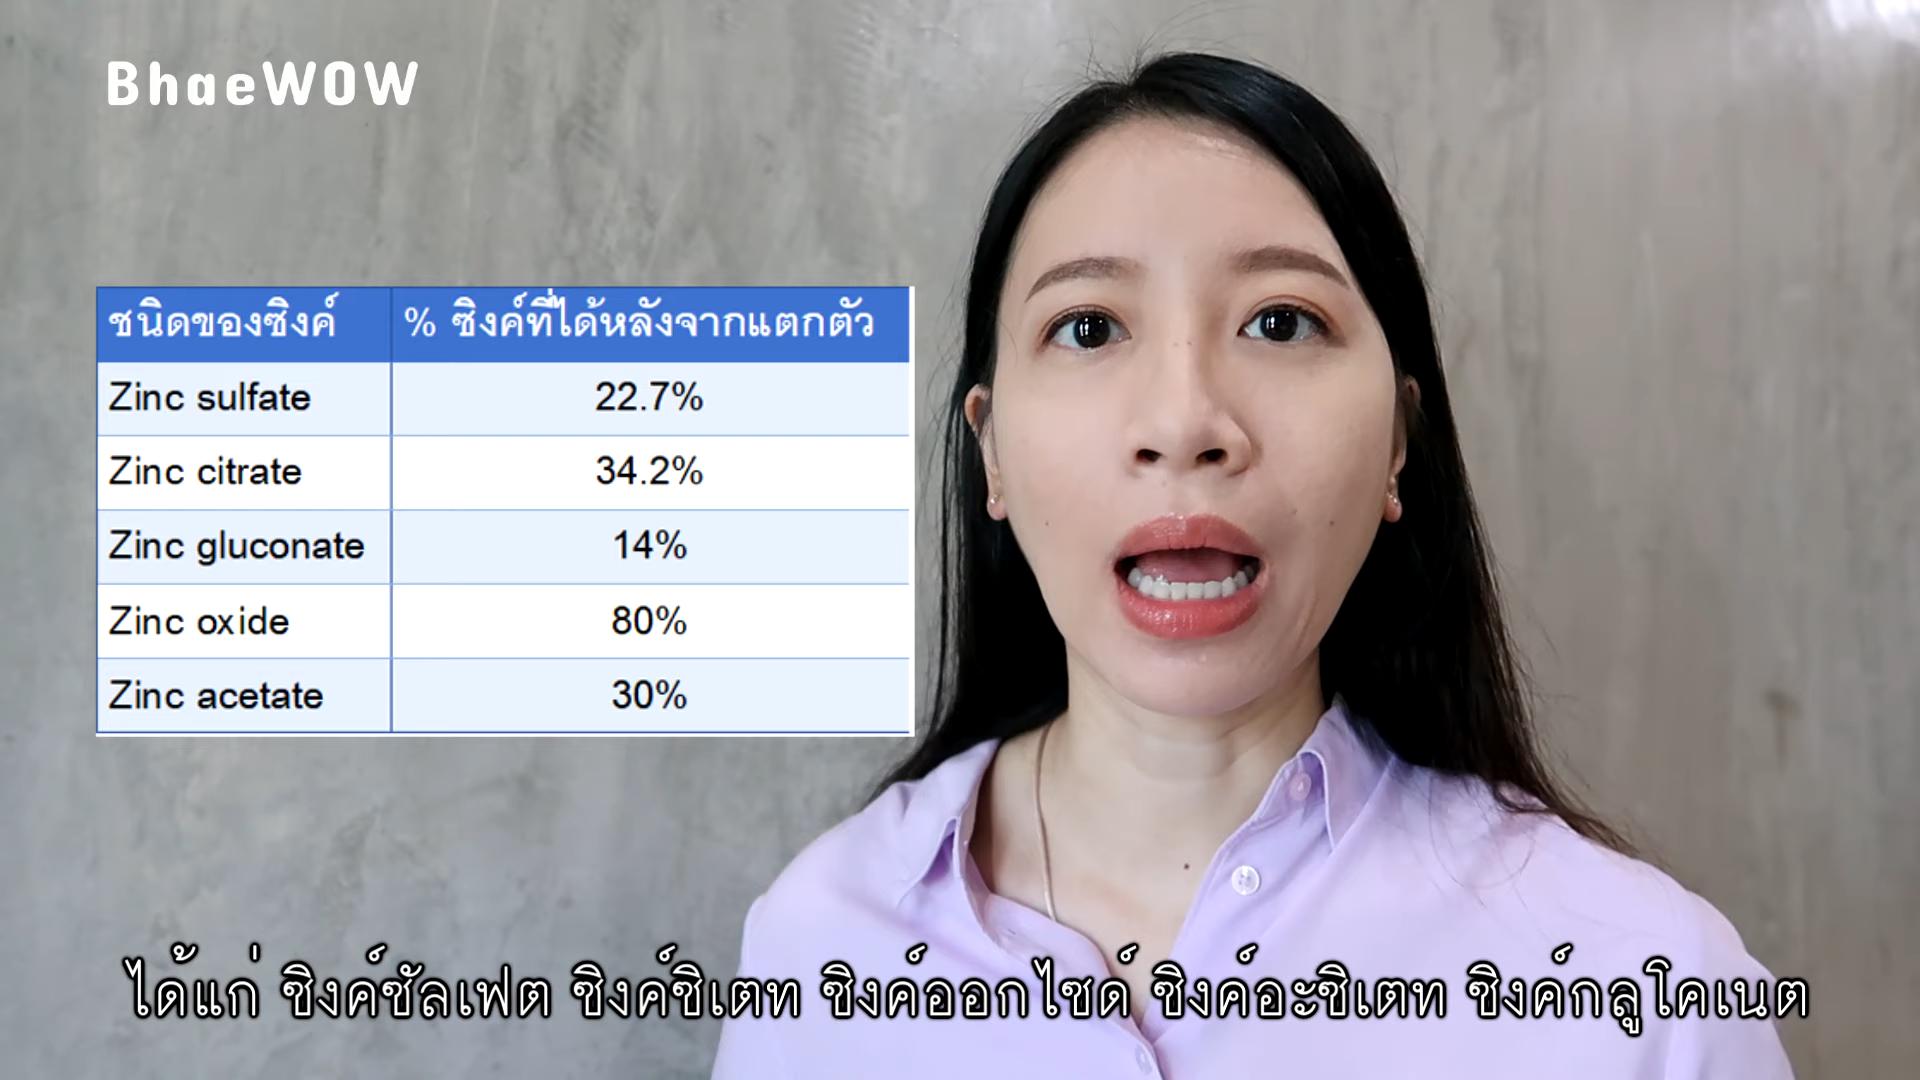 BhaeWOW
ชนิดของซิงค์ % ซิงค์ที่ได้หลังจากแตกตัว
Zinc sulfate 22.7%
Zinc citrate 34.2%
Zinc gluconate 14%
Zinc oxide 80%
Zinc acetate 30%
ได้แก่ ซิงค์ซัลเฟต ซิงค์ซิเตท ซิงค์ออกไซด์ ซิงค์อะซิเตท ซิงค์กลูโคเนต